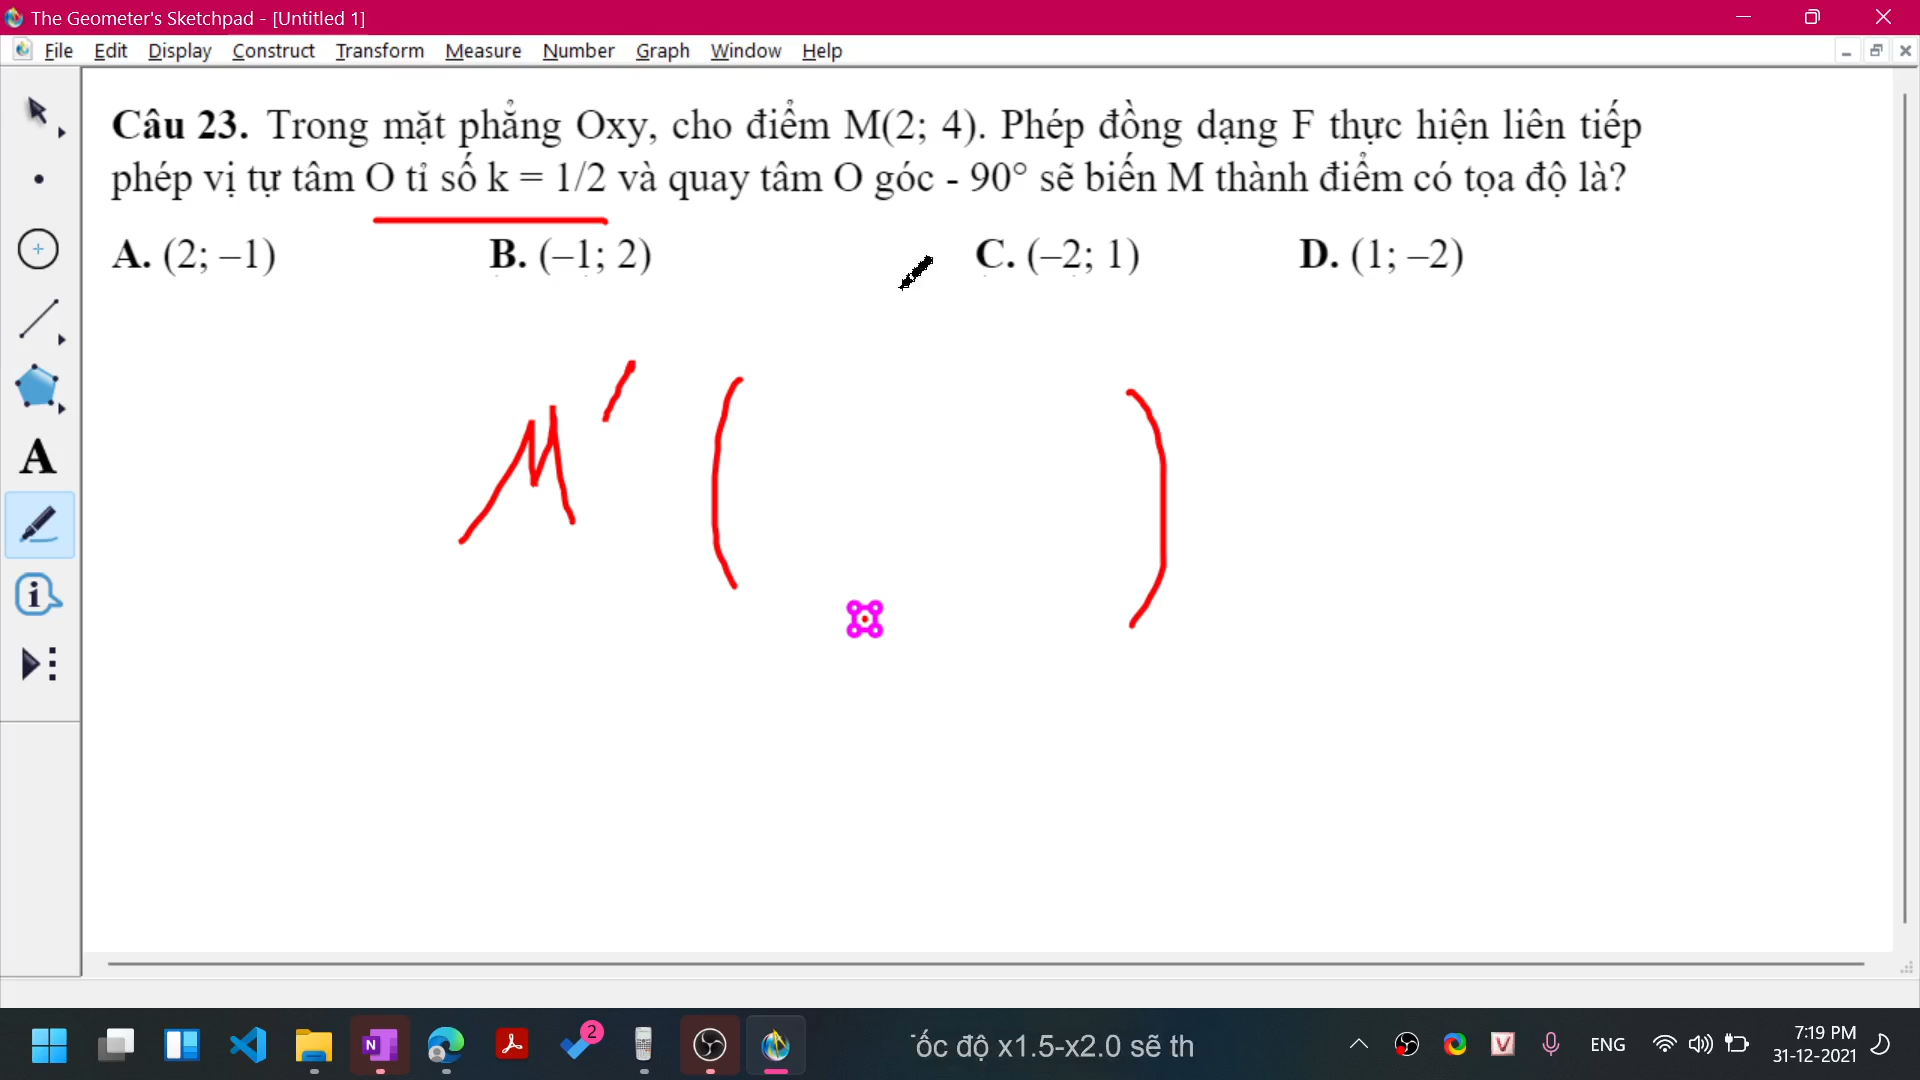 The Geometer's Sketchpad - [Untitled 1]
File Edit Display Construct Transform Measure Number Graph Window Help
Câu 23. Trong mặt phẳng Oxy, cho điểm M(2; 4). Phép đồng dạng F thực hiện liên tiếp
phép vị tự tâm O tỉ số k = 1/2 và quay tâm O góc - 90° sẽ biến M thành điểm có tọa độ là?
A. (2; –1) B. (–1; 2) C. (–2; 1) D. (1; –2)
M' ( )
A
i
2
N
ốc độ x1.5-x2.0 sẽ th
V
ENG
7:19 PM
31-12-2021